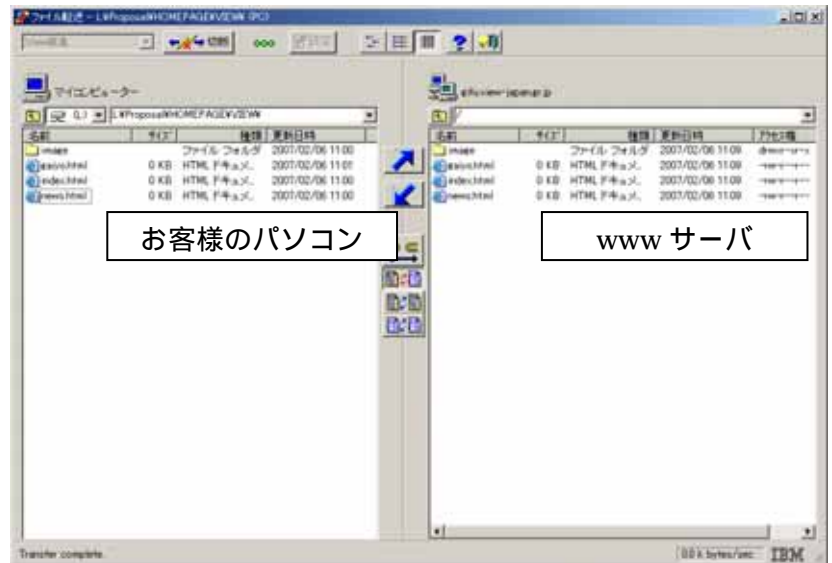 ファイル転送 - L:¥Proposal¥HOMEPAGE¥VIEW¥ (PC)
切断
マイコンピューター
L:¥Proposal¥HOMEPAGE¥VIEW¥
/
名前 サイズ 種類 更新日時
image ファイル フォルダ 2007/02/06 11:00
0 KB HTML ドキュメ.. 2007/02/06 11:01
index.html 0 KB HTML ドキュメ.. 2007/02/06 11:00
news.html 0 KB HTML ドキュメ.. 2007/02/06 11:00
名前 サイズ 種類 更新日時 アクセス権
image ファイル フォルダ 2007/02/06 11:09
0 KB HTML ドキュメ.. 2007/02/06 11:09
index.html 0 KB HTML ドキュメ.. 2007/02/06 11:09
news.html 0 KB HTML ドキュメ.. 2007/02/06 11:09
お客様のパソコン
www サーバ
Transfer complete.
0.0 k bytes/sec
IBM